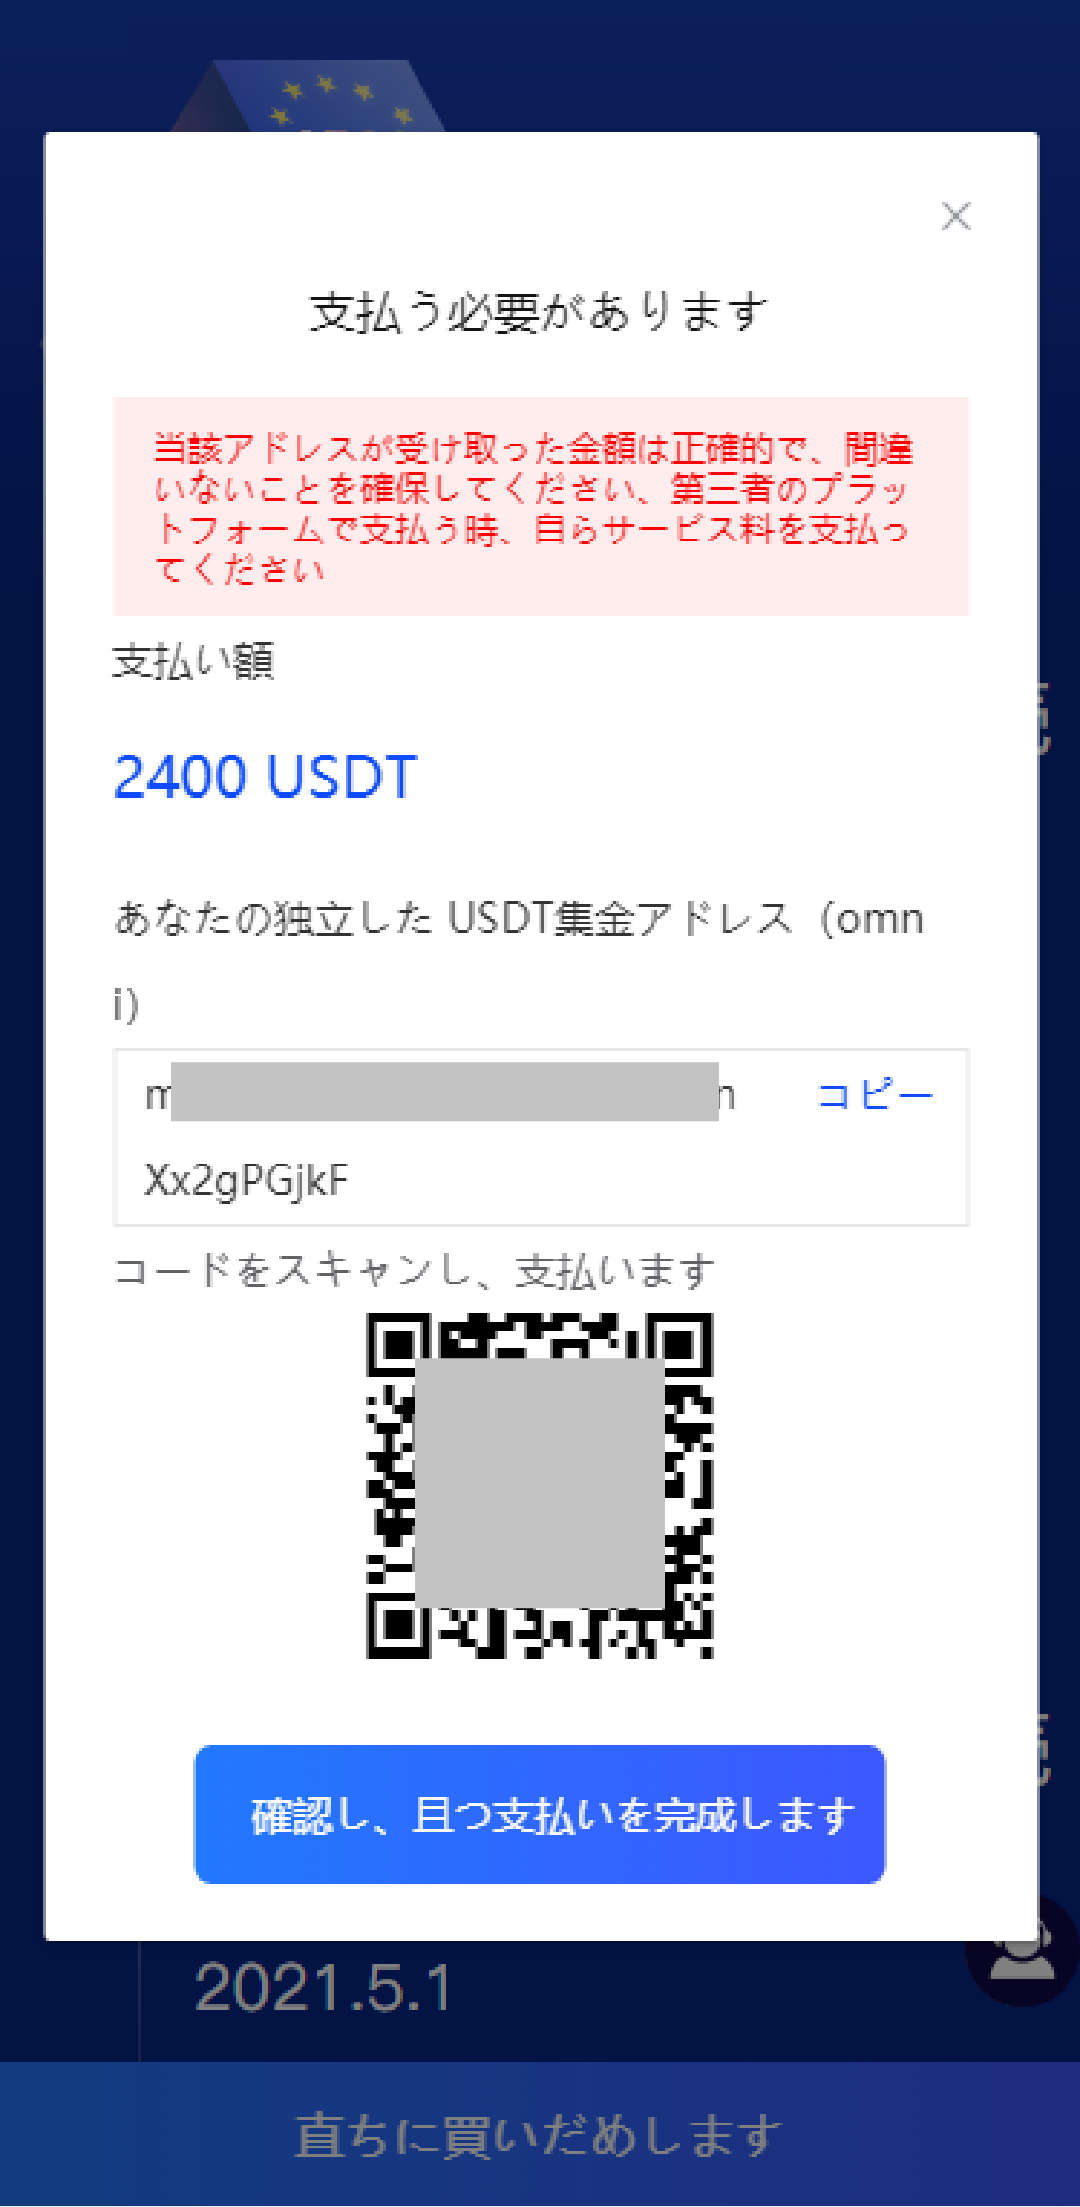 支払う必要があります
当該アドレスが受け取った金額は正確的で、間違
いないことを確保してください、第三者のプラッ
トフォームで支払う時、自らサービス料を支払っ
てください
支払い額
2400 USDT
あなたの独立した USDT集金アドレス（omn
i）
m n コピー
Xx2gPGjkF
コードをスキャンし、支払います
確認し、且つ支払いを完成します
2021.5.1
直ちに買いだめします